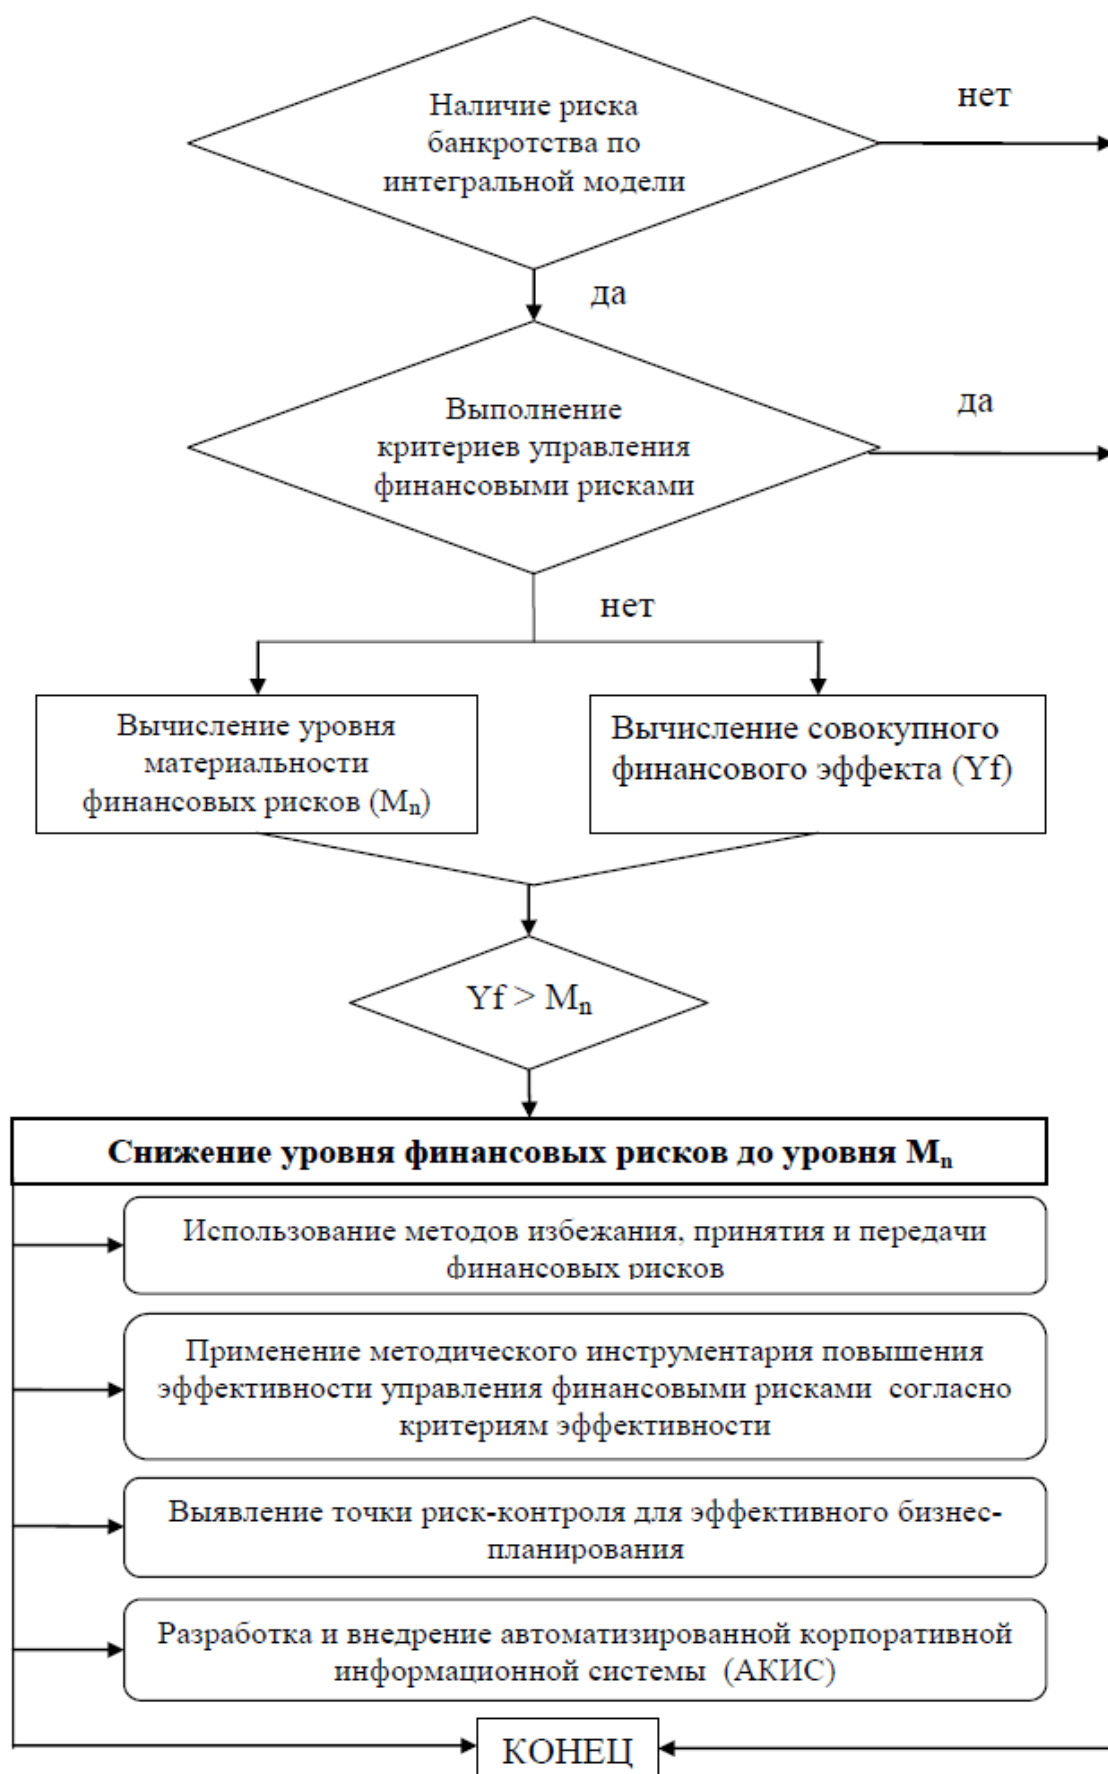 Наличие риска
банкротства по
интегральной модели
нет
да
Выполнение
критериев управления
финансовыми рисками
да
нет
Вычисление уровня
материальности
финансовых рисков (Mn)
Вычисление совокупного
финансового эффекта (Yf)
Yf > Mn
Снижение уровня финансовых рисков до уровня Mn
Использование методов избежания, принятия и передачи
финансовых рисков
Применение методического инструментария повышения
эффективности управления финансовыми рисками согласно
критериям эффективности
Выявление точки риск-контроля для эффективного бизнес-
планирования
Разработка и внедрение автоматизированной корпоративной
информационной системы (АКИС)
КОНЕЦ